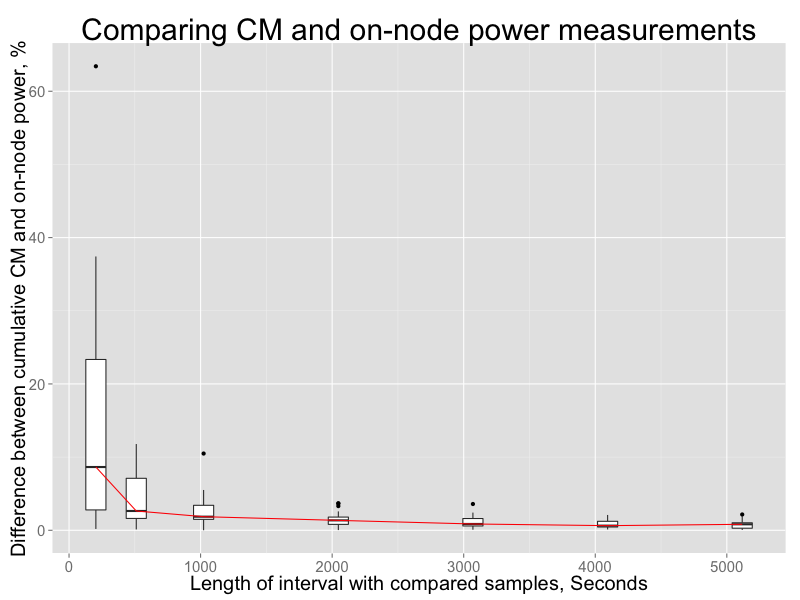 Comparing CM and on-node power measurements
Difference between cumulative CM and on-node power, %
60
40
20
0
0 1000 2000 3000 4000 5000
Length of interval with compared samples, Seconds